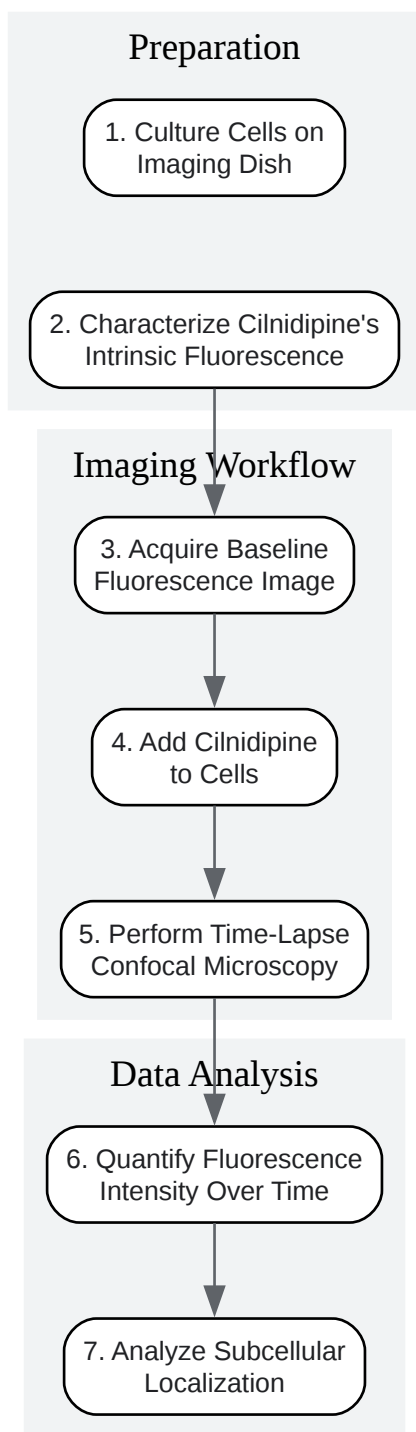 Preparation
1. Culture Cells on
Imaging Dish
2. Characterize Cilnidipine's
Intrinsic Fluorescence
Imaging Workflow
3. Acquire Baseline
Fluorescence Image
4. Add Cilnidipine
to Cells
5. Perform Time-Lapse
Confocal Microscopy
Data Analysis
6. Quantify Fluorescence
Intensity Over Time
7. Analyze Subcellular
Localization